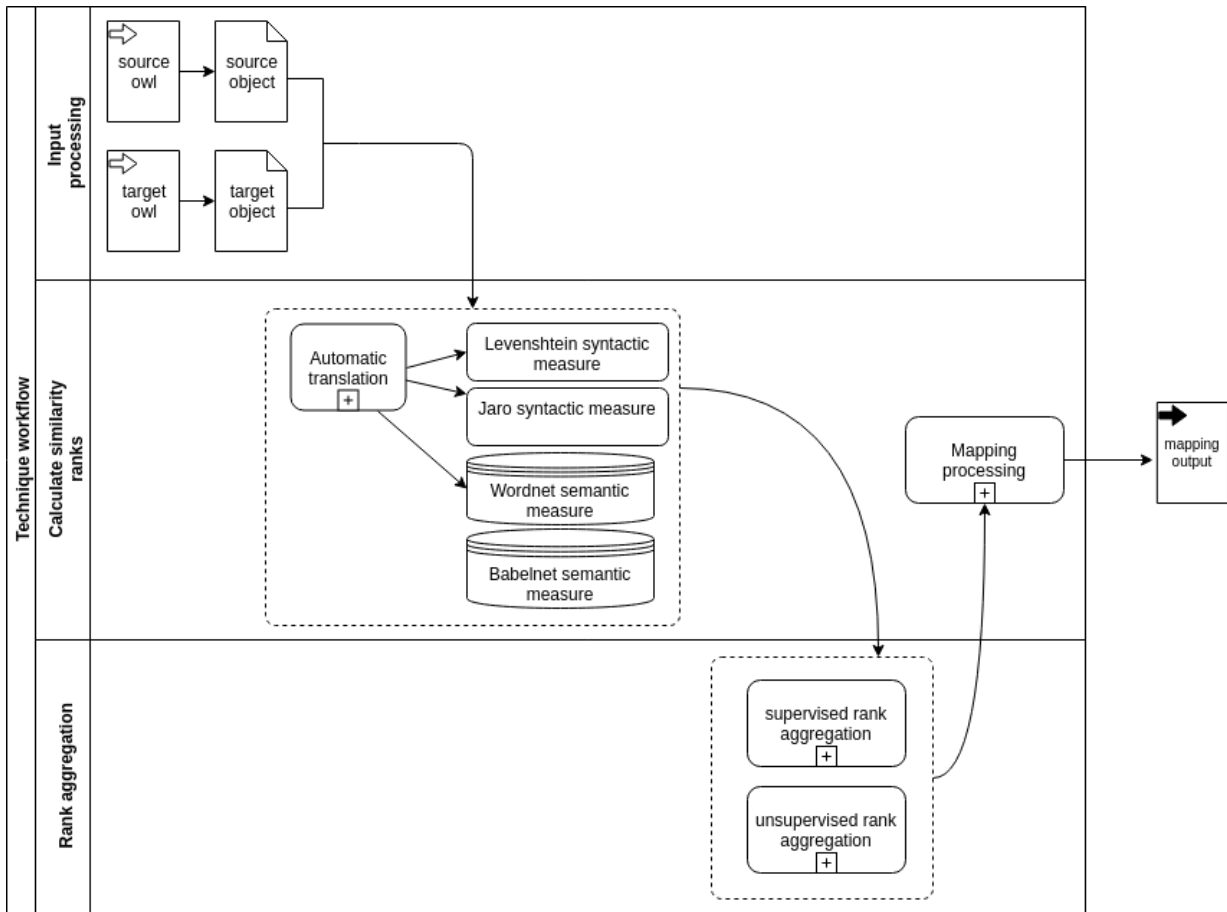 Technique workflow
Input
processing
source
owl
source
object
target
owl
target
object
Calculate similarity
ranks
Automatic
translation
+
Levenshtein syntactic
measure
Jaro syntactic measure
Wordnet semantic
measure
Babelnet semantic
measure
Mapping
processing
+
mapping
output
Rank aggregation
supervised rank
aggregation
+
unsupervised rank
aggregation
+